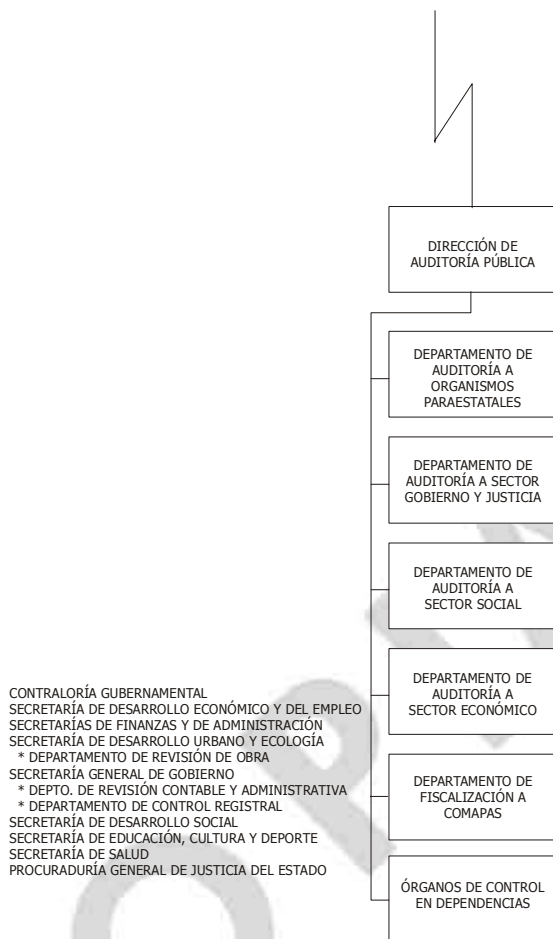 DIRECCIÓN DE
AUDITORÍA PÚBLICA
DEPARTAMENTO DE
AUDITORÍA A
ORGANISMOS
PARAESTATALES
DEPARTAMENTO DE
AUDITORÍA A SECTOR
GOBIERNO Y JUSTICIA
DEPARTAMENTO DE
AUDITORÍA A
SECTOR SOCIAL
DEPARTAMENTO DE
AUDITORÍA A
SECTOR ECONÓMICO
DEPARTAMENTO DE
FISCALIZACIÓN A
COMAPAS
ÓRGANOS DE CONTROL
EN DEPENDENCIAS
CONTRALORÍA GUBERNAMENTAL
SECRETARÍA DE DESARROLLO ECONÓMICO Y DEL EMPLEO
SECRETARÍAS DE FINANZAS Y DE ADMINISTRACIÓN
SECRETARÍA DE DESARROLLO URBANO Y ECOLOGÍA
* DEPARTAMENTO DE REVISIÓN DE OBRA
SECRETARÍA GENERAL DE GOBIERNO
* DEPTO. DE REVISIÓN CONTABLE Y ADMINISTRATIVA
* DEPARTAMENTO DE CONTROL REGISTRAL
SECRETARÍA DE DESARROLLO SOCIAL
SECRETARÍA DE EDUCACIÓN, CULTURA Y DEPORTE
SECRETARÍA DE SALUD
PROCURADURÍA GENERAL DE JUSTICIA DEL ESTADO